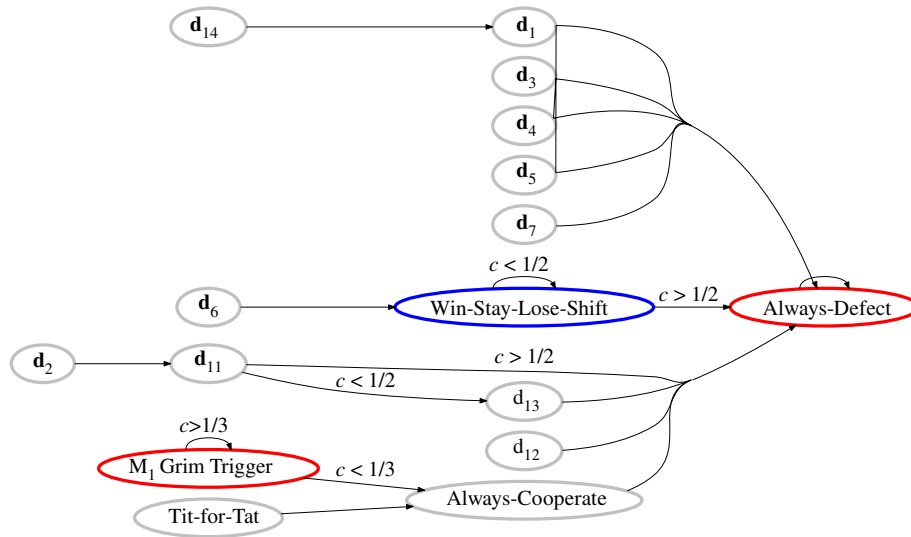 d14
d1
d3
d4
d5
d7
c < 1/2
d6
Win-Stay-Lose-Shift
c > 1/2
Always-Defect
d2
d11
c > 1/2
c < 1/2
d13
c>1/3
d12
M1 Grim Trigger
c < 1/3
Always-Cooperate
Tit-for-Tat